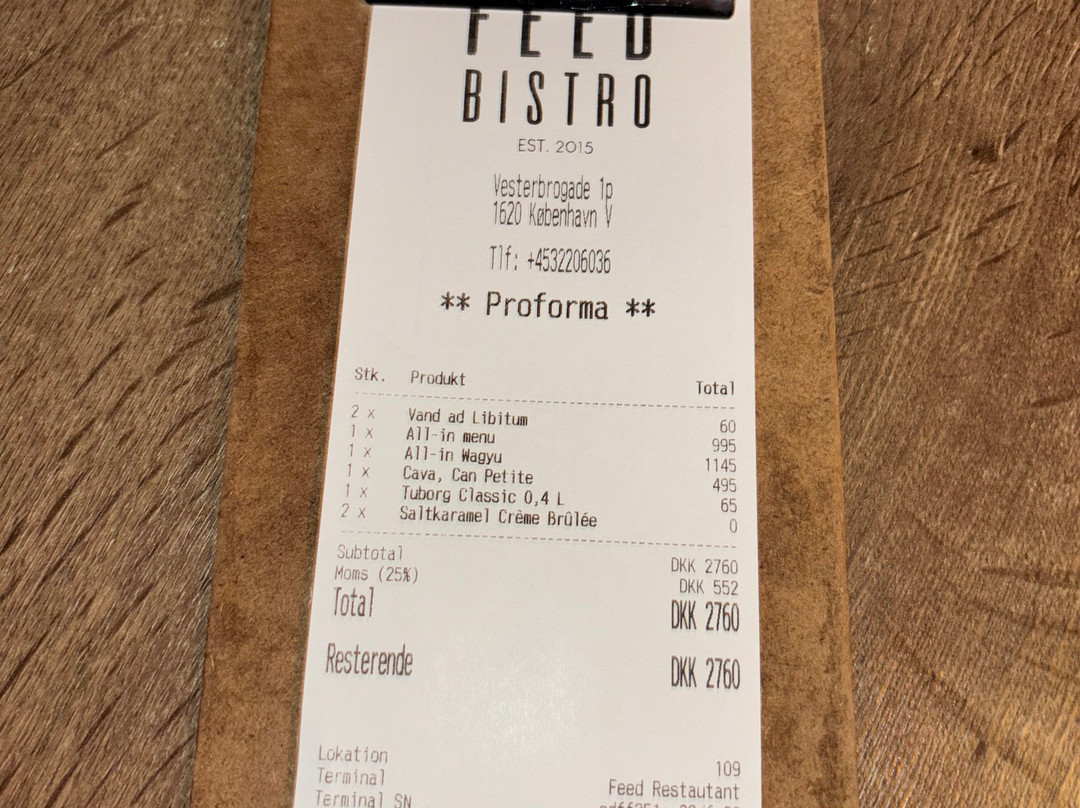 FEED
BISTRO
EST. 2015
Vesterbrogade 1p
1620 København V
Tlf: +4532206036
** Proforma **
Stk. Produkt Total
2 x Vand ad Libitum 60
1 x All-in menu 995
1 x All-in Wagyu 1145
1 x Cava, Can Petite 495
1 x Tuborg Classic 0,4 L 65
2 x Saltkaramel Crème Brûlée 0
Subtotal DKK 2760
Moms (25%) DKK 552
Total DKK 2760
Resterende DKK 2760
Lokation 109
Terminal Feed Restautant
Terminal SN